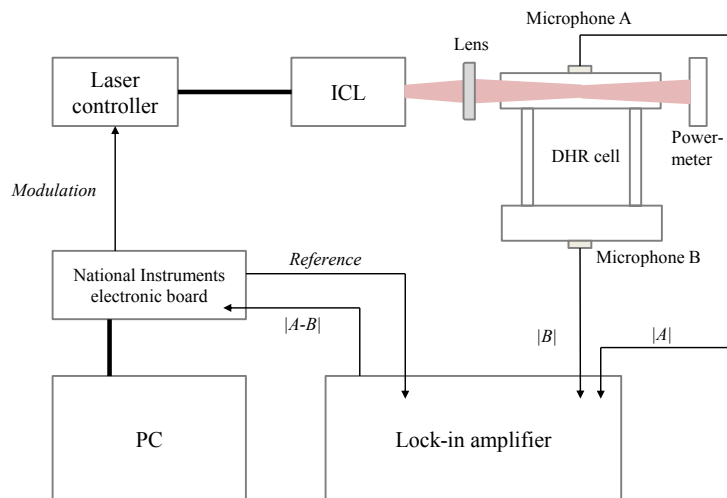 Microphone A
Lens
Laser
controller
ICL
Power-
meter
DHR cell
Modulation
Microphone B
National Instruments
electronic board
Reference
|A-B|
|B|
|A|
PC
Lock-in amplifier